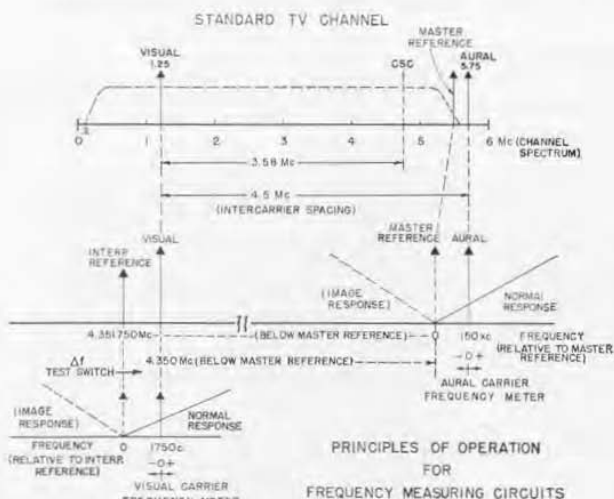 STANDARD TV CHANNEL
MASTER
REFERENCE
VISUAL
1.25
CSC
AURAL
5.75
0 1 2 3 4 5 6 Mc (CHANNEL
SPECTRUM)
3.58 Mc
4.5 Mc
(INTERCARRIER SPACING)
INTERR
REFERENCE
VISUAL
MASTER
REFERENCE
AURAL
(IMAGE
RESPONSE)
NORMAL
RESPONSE
4.351750 Mc (BELOW MASTER REFERENCE) 0 150 KC FREQUENCY
(RELATIVE TO MASTER
REFERENCE)
4.350 Mc (BELOW MASTER REFERENCE)
- 0 +
AURAL CARRIER
FREQUENCY METER
Δf
TEST SWITCH
(IMAGE
RESPONSE)
NORMAL
RESPONSE
FREQUENCY 0 1750c
(RELATIVE TO INTERR
REFERENCE)
- 0 +
VISUAL CARRIER
FREQUENCY METER
PRINCIPLES OF OPERATION
FOR
FREQUENCY MEASURING CIRCUITS